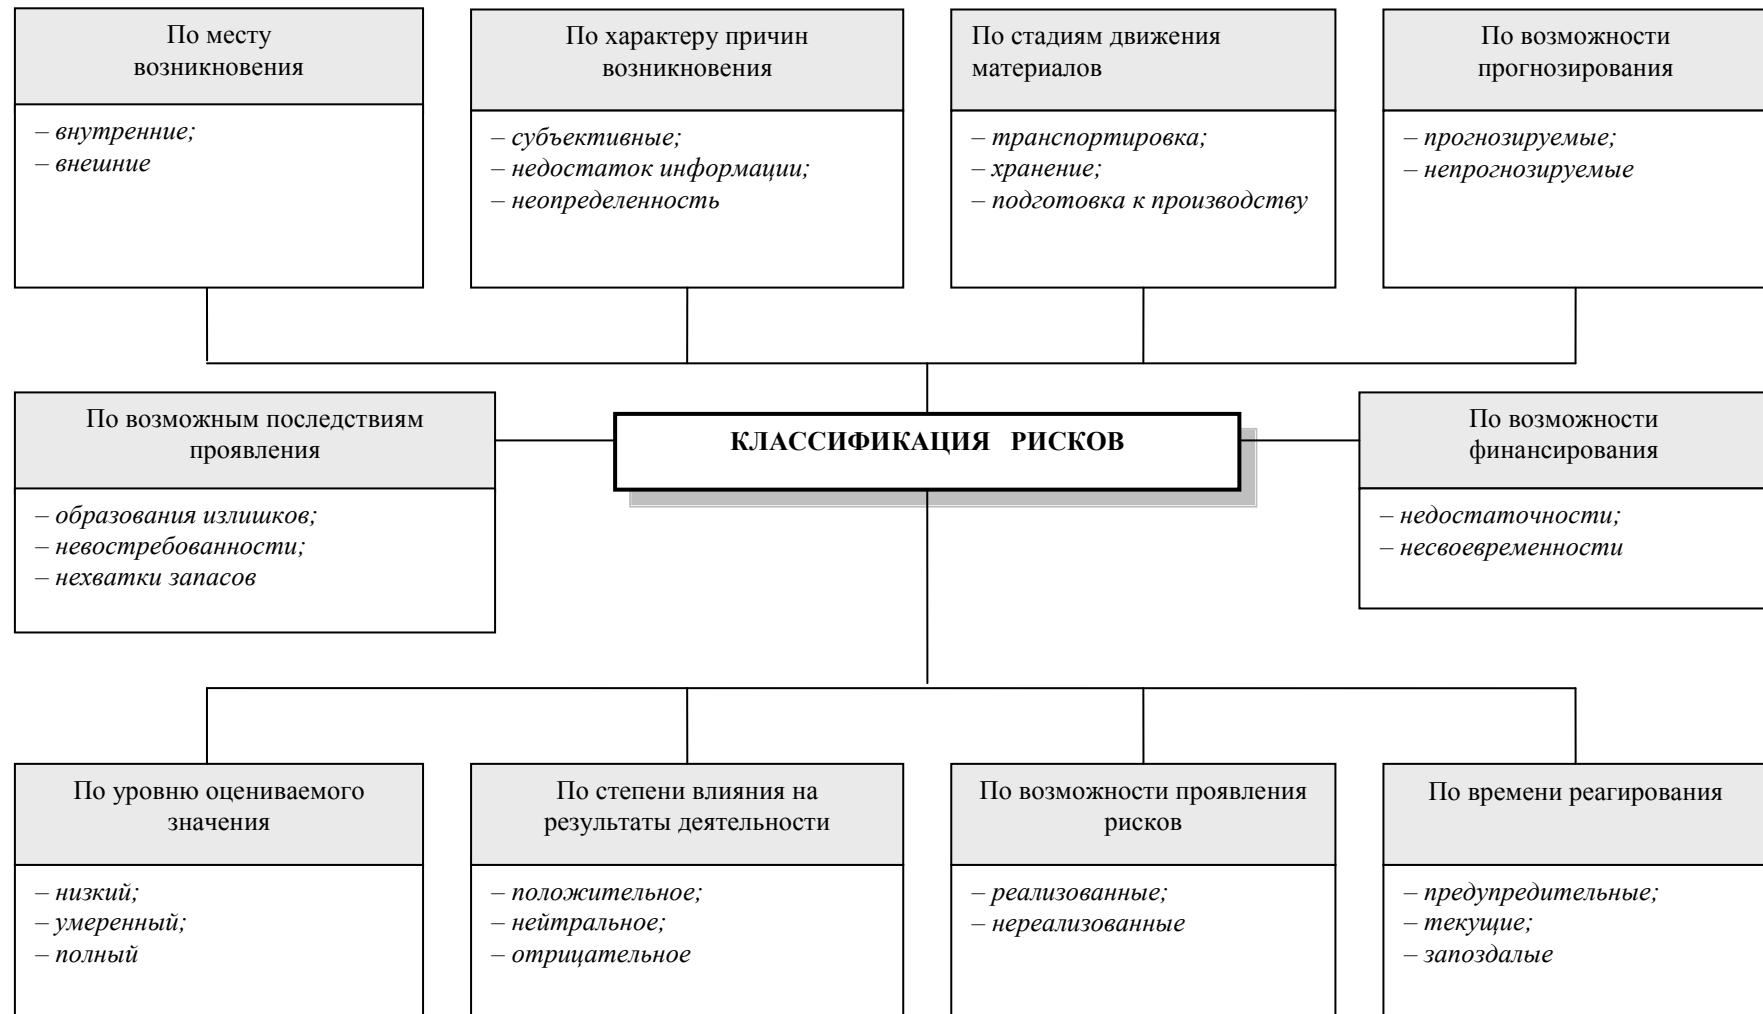 По месту
возникновения
– внутренние;
– внешние
По характеру причин
возникновения
– субъективные;
– недостаток информации;
– неопределенность
По стадиям движения
материалов
– транспортировка;
– хранение;
– подготовка к производству
По возможности
прогнозирования
– прогнозируемые;
– непрогнозируемые
По возможным последствиям
проявления
– образования излишков;
– невостребованности;
– нехватки запасов
КЛАССИФИКАЦИЯ РИСКОВ
По возможности
финансирования
– недостаточности;
– несвоевременности
По уровню оцениваемого
значения
– низкий;
– умеренный;
– полный
По степени влияния на
результаты деятельности
– положительное;
– нейтральное;
– отрицательное
По возможности проявления
рисков
– реализованные;
– нереализованные
По времени реагирования
– предупредительные;
– текущие;
– запоздалые